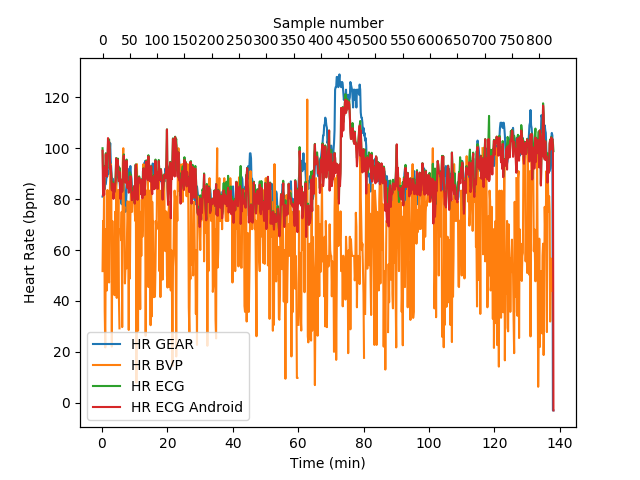 Sample number
0 50 100 150 200 250 300 350 400 450 500 550 600 650 700 750 800
Heart Rate (bpm)
120
100
80
60
40
20
0
HR GEAR
HR BVP
HR ECG
HR ECG Android
0 20 40 60 80 100 120 140
Time (min)